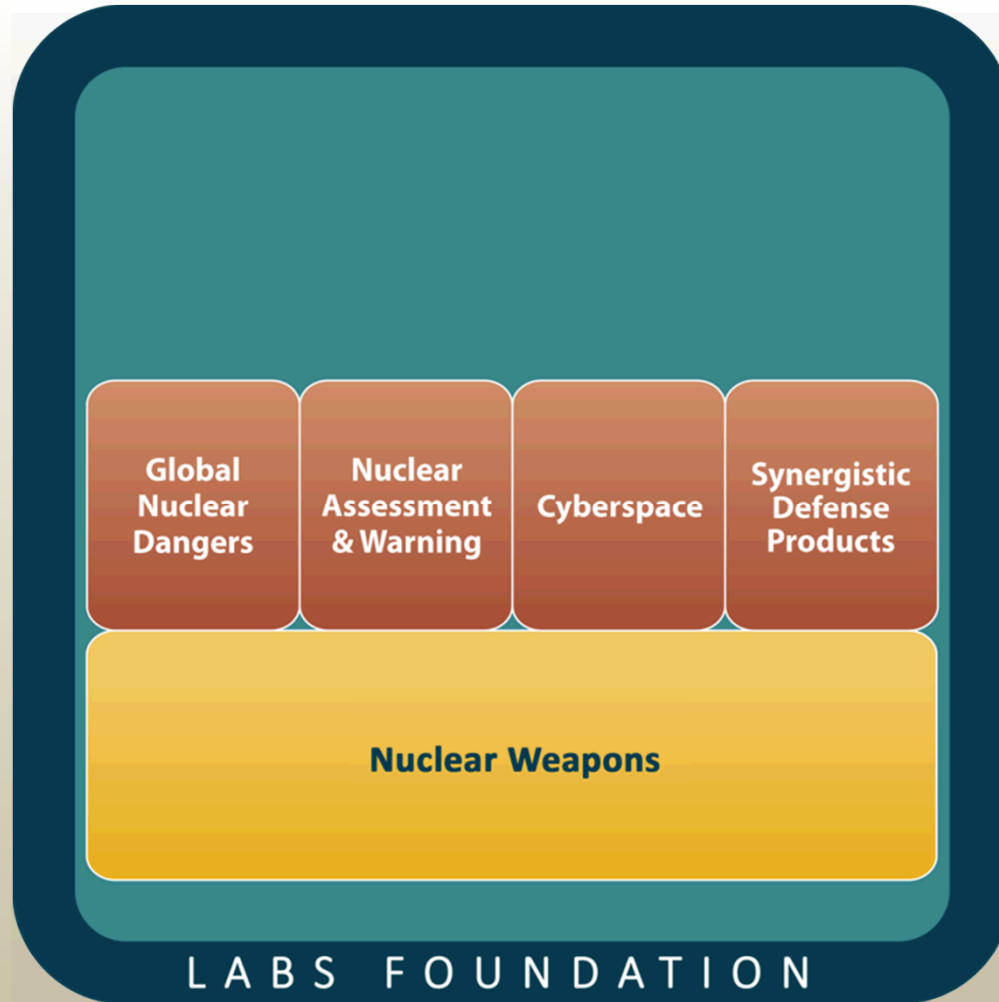 Global
Nuclear
Dangers
Nuclear
Assessment
& Warning
Cyberspace
Synergistic
Defense
Products
Nuclear Weapons
LABS FOUNDATION